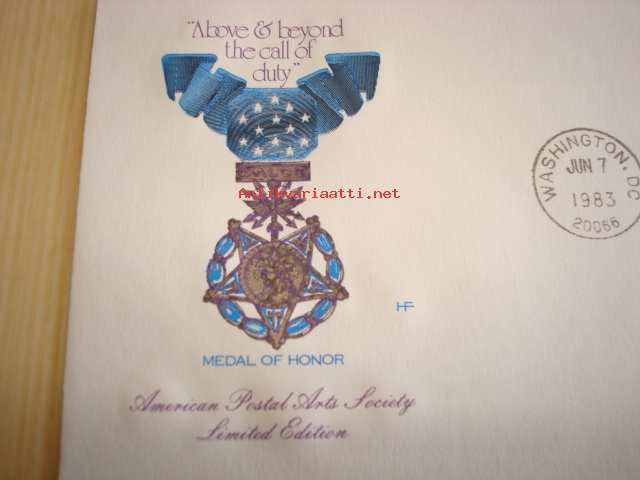 "Above & beyond
the call of
duty"
WASHINGTON, DC
JUN 7
1983
20066
Antikvariaatti.net
HF
MEDAL OF HONOR
American Postal Arts Society
Limited Edition